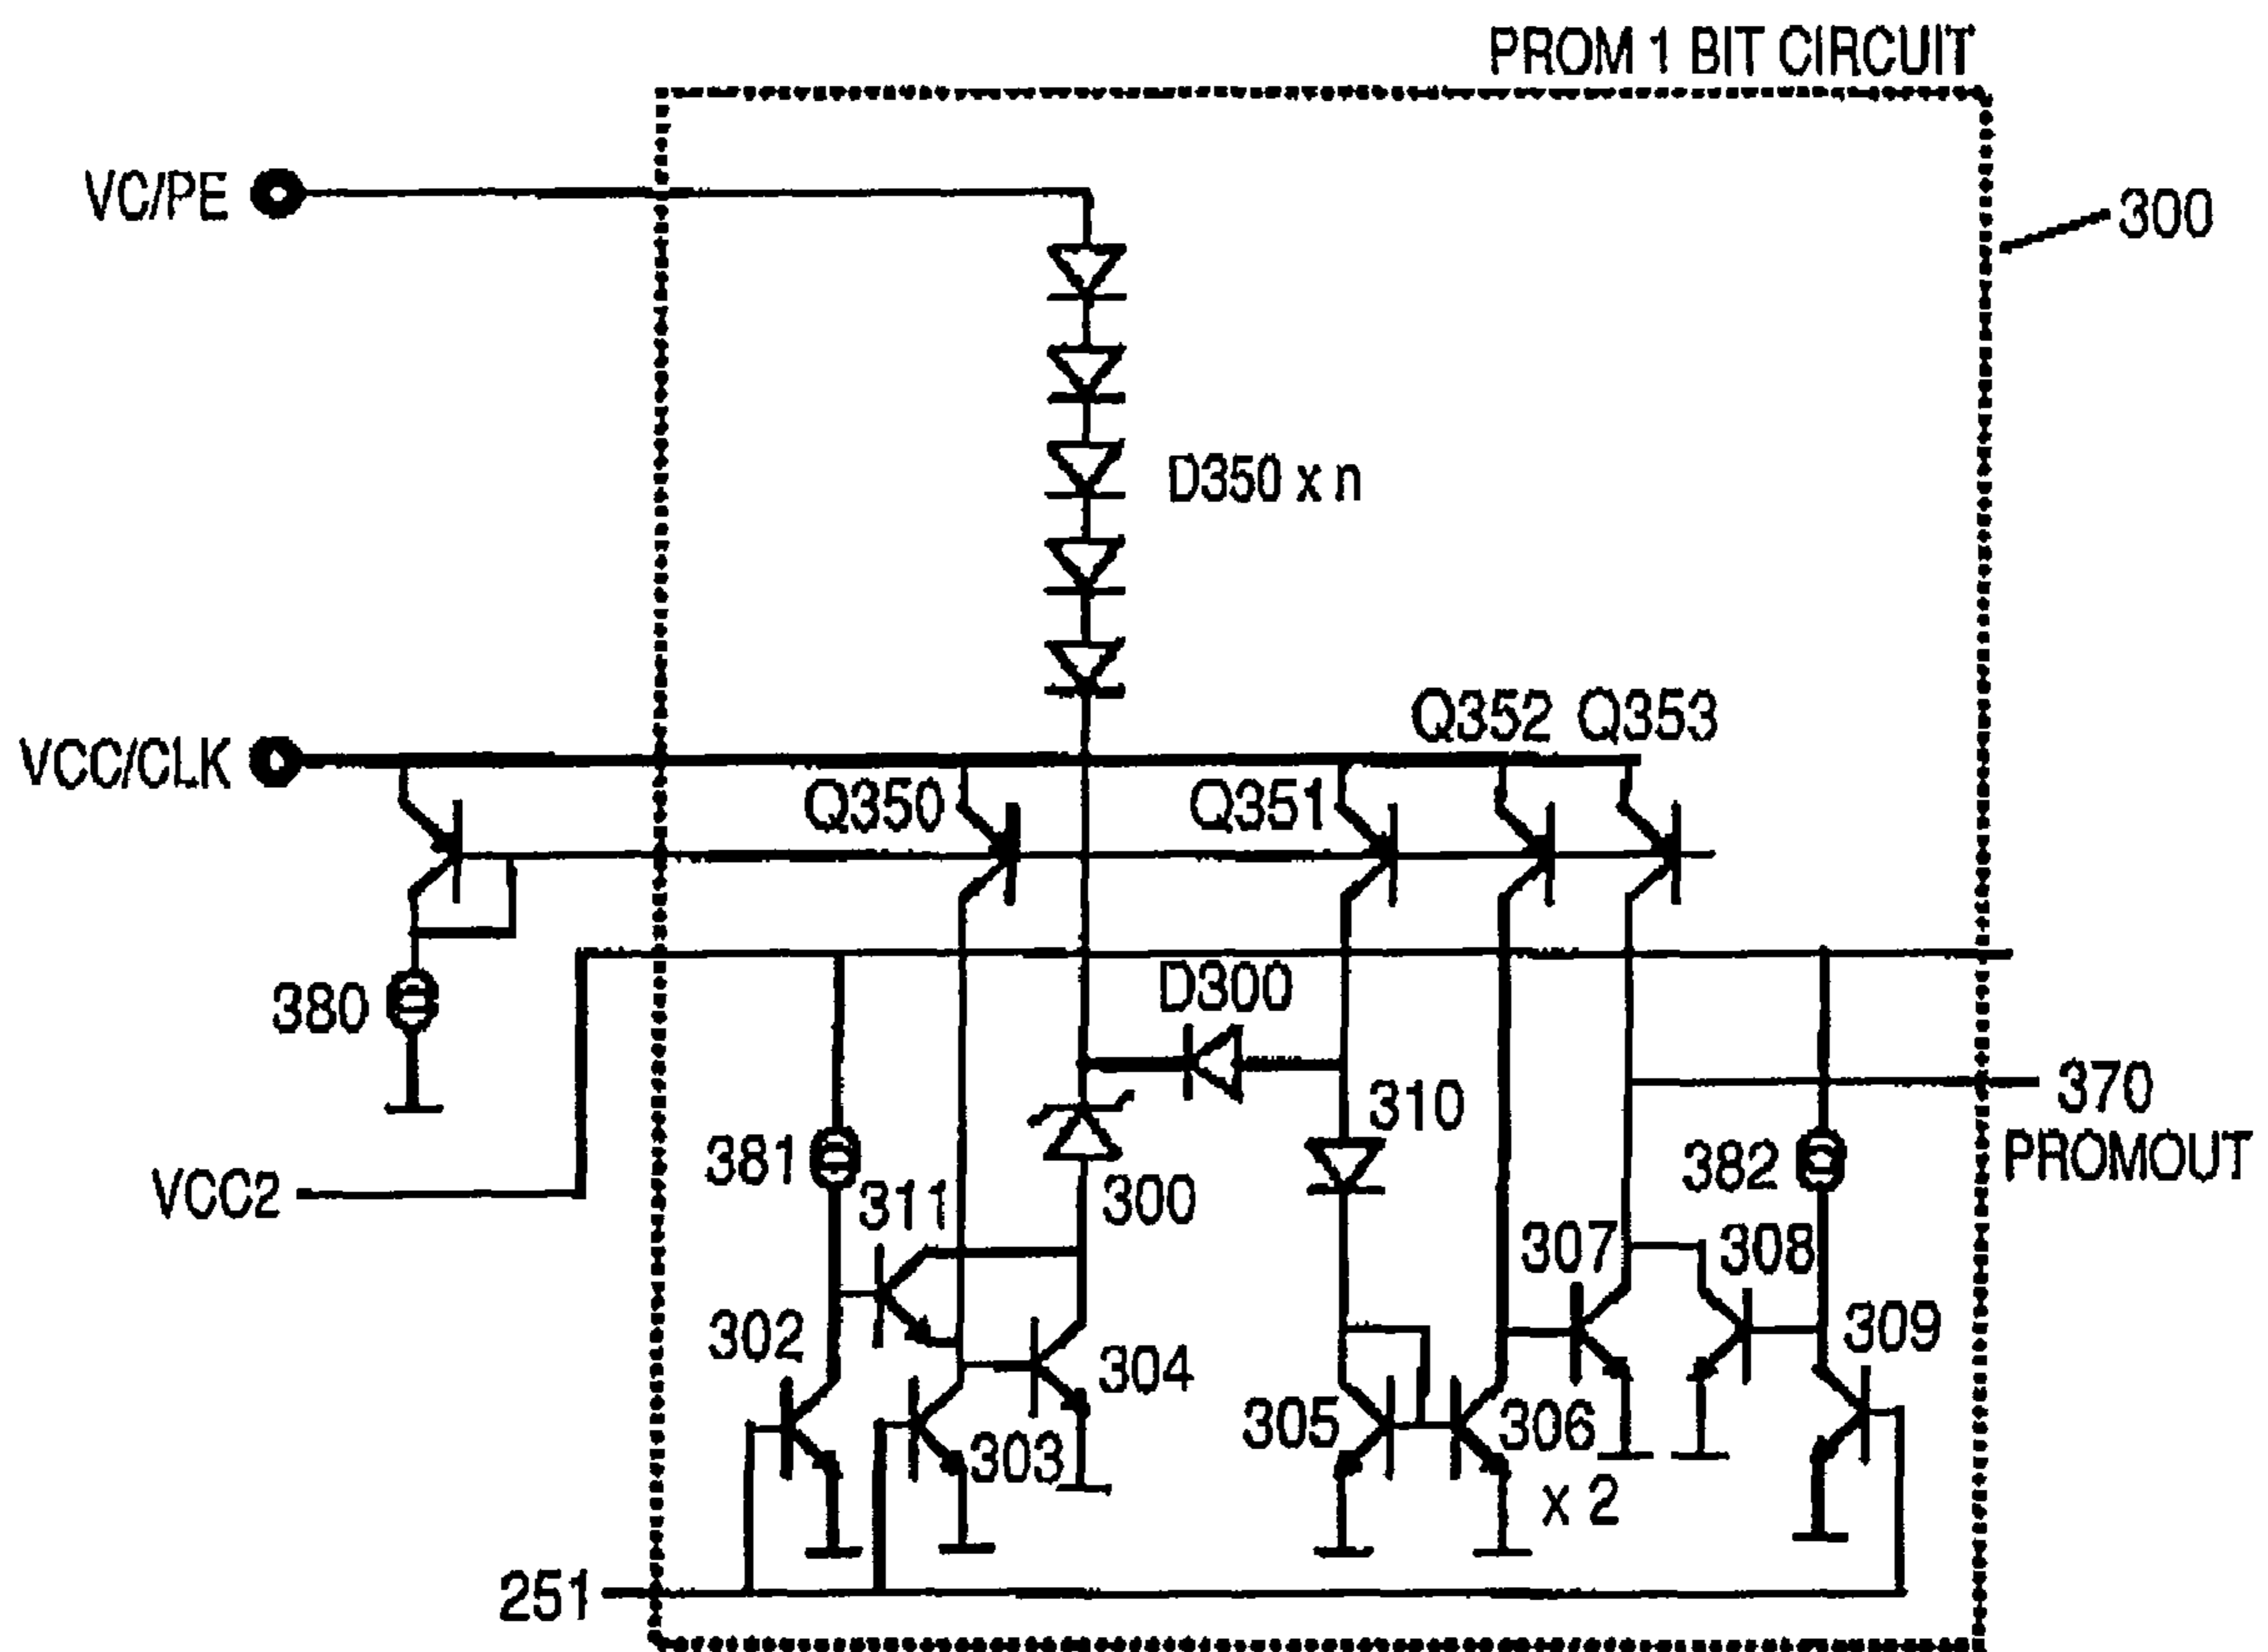 PROM 1 BIT CIRCUIT
VC/PE
300
D350 x n
Q352 Q353
VCC/CLK
Q350
Q351
D300
380
310
370
PROMOUT
381
382
VCC2
311
300
307
308
302
309
304
305
306
303
x 2
251